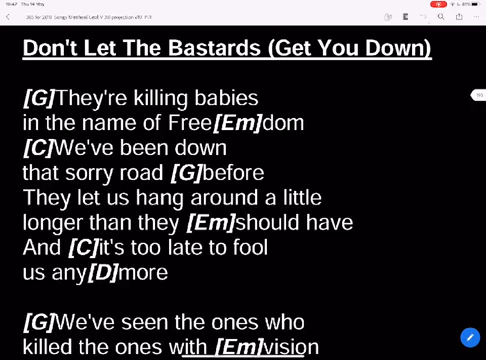 Don't Let The Bastards (Get You Down)
[G]They're killing babies
in the name of Free[Em]dom
[C]We've been down
that sorry road [G]before
They let us hang around a little
longer than they [Em]should have
And [C]it's too late to fool
us any[D]more
[G]We've seen the ones who
killed the ones with [Em]vision